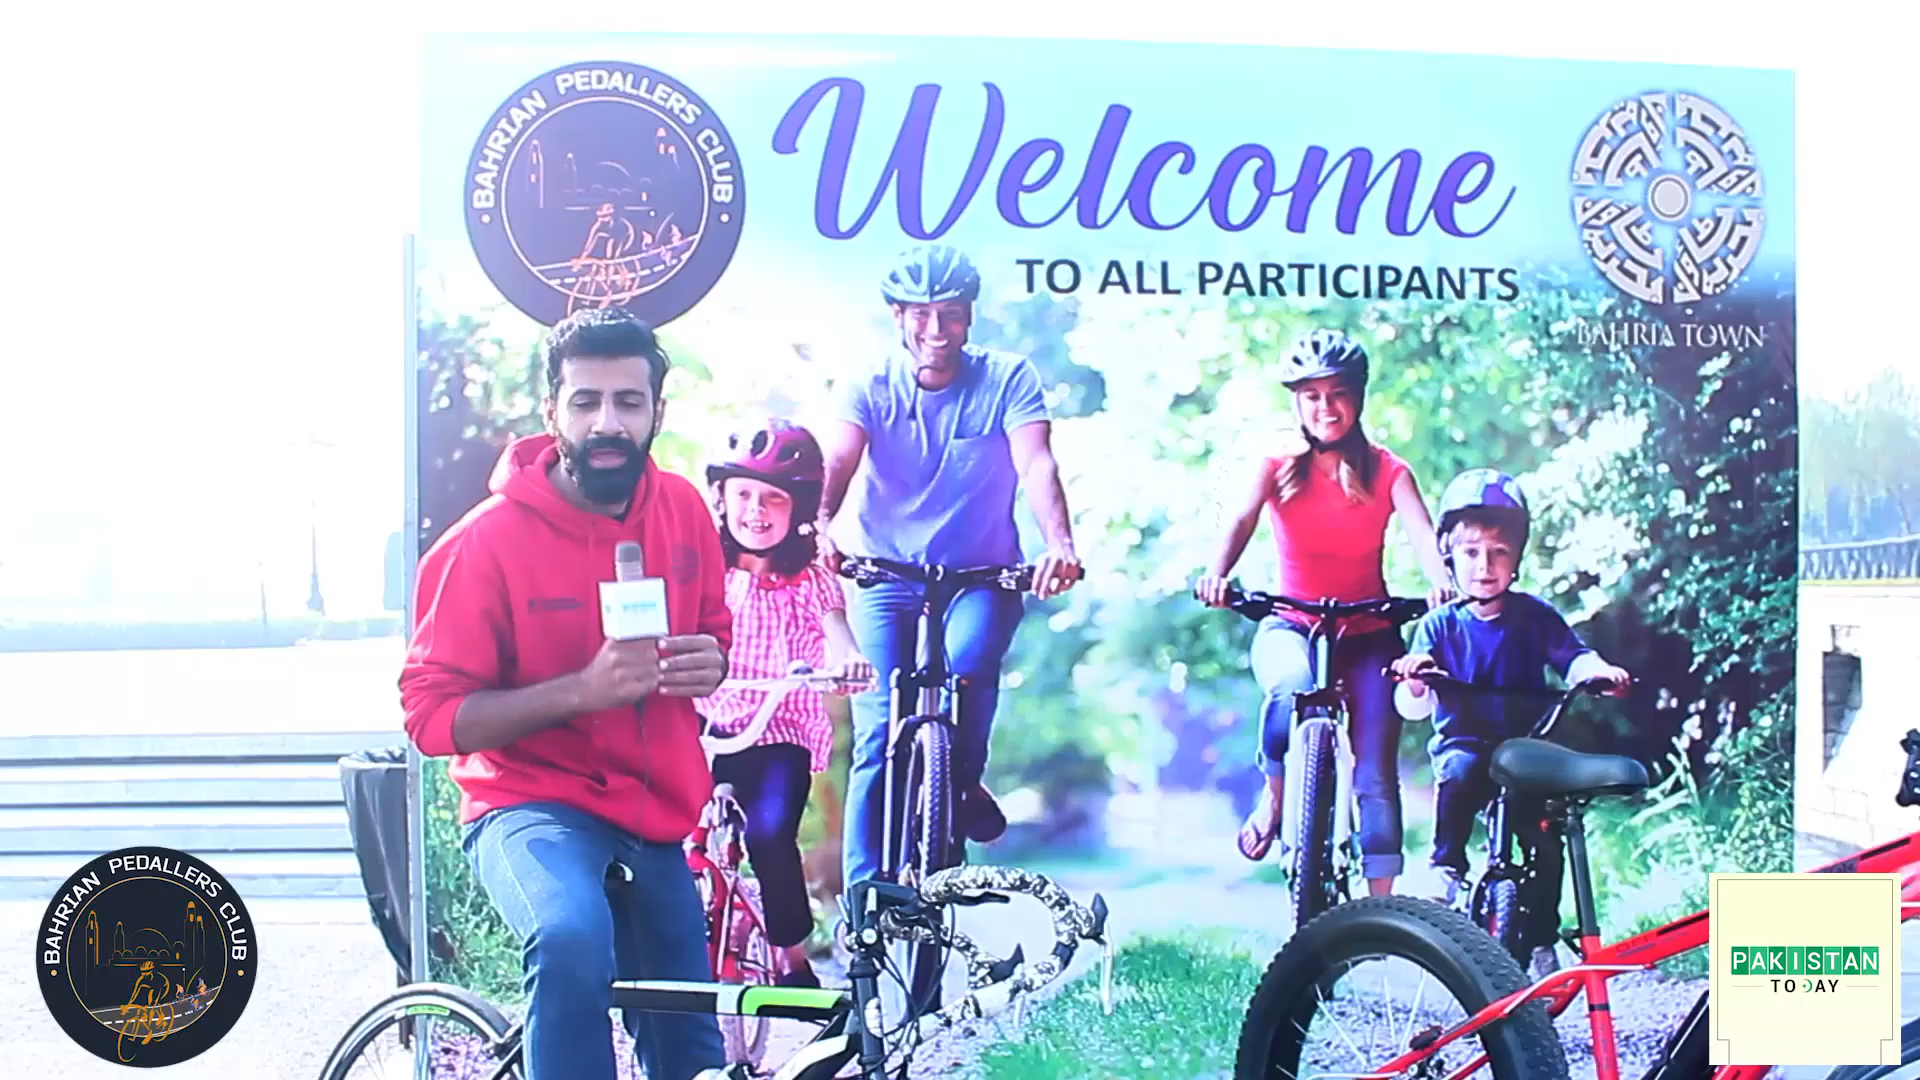 BAHRIAN PEDALLERS CLUB
Welcome
TO ALL PARTICIPANTS
BAHRIA TOWN
BAHRIAN PEDALLERS CLUB
PAKISTAN
TODAY